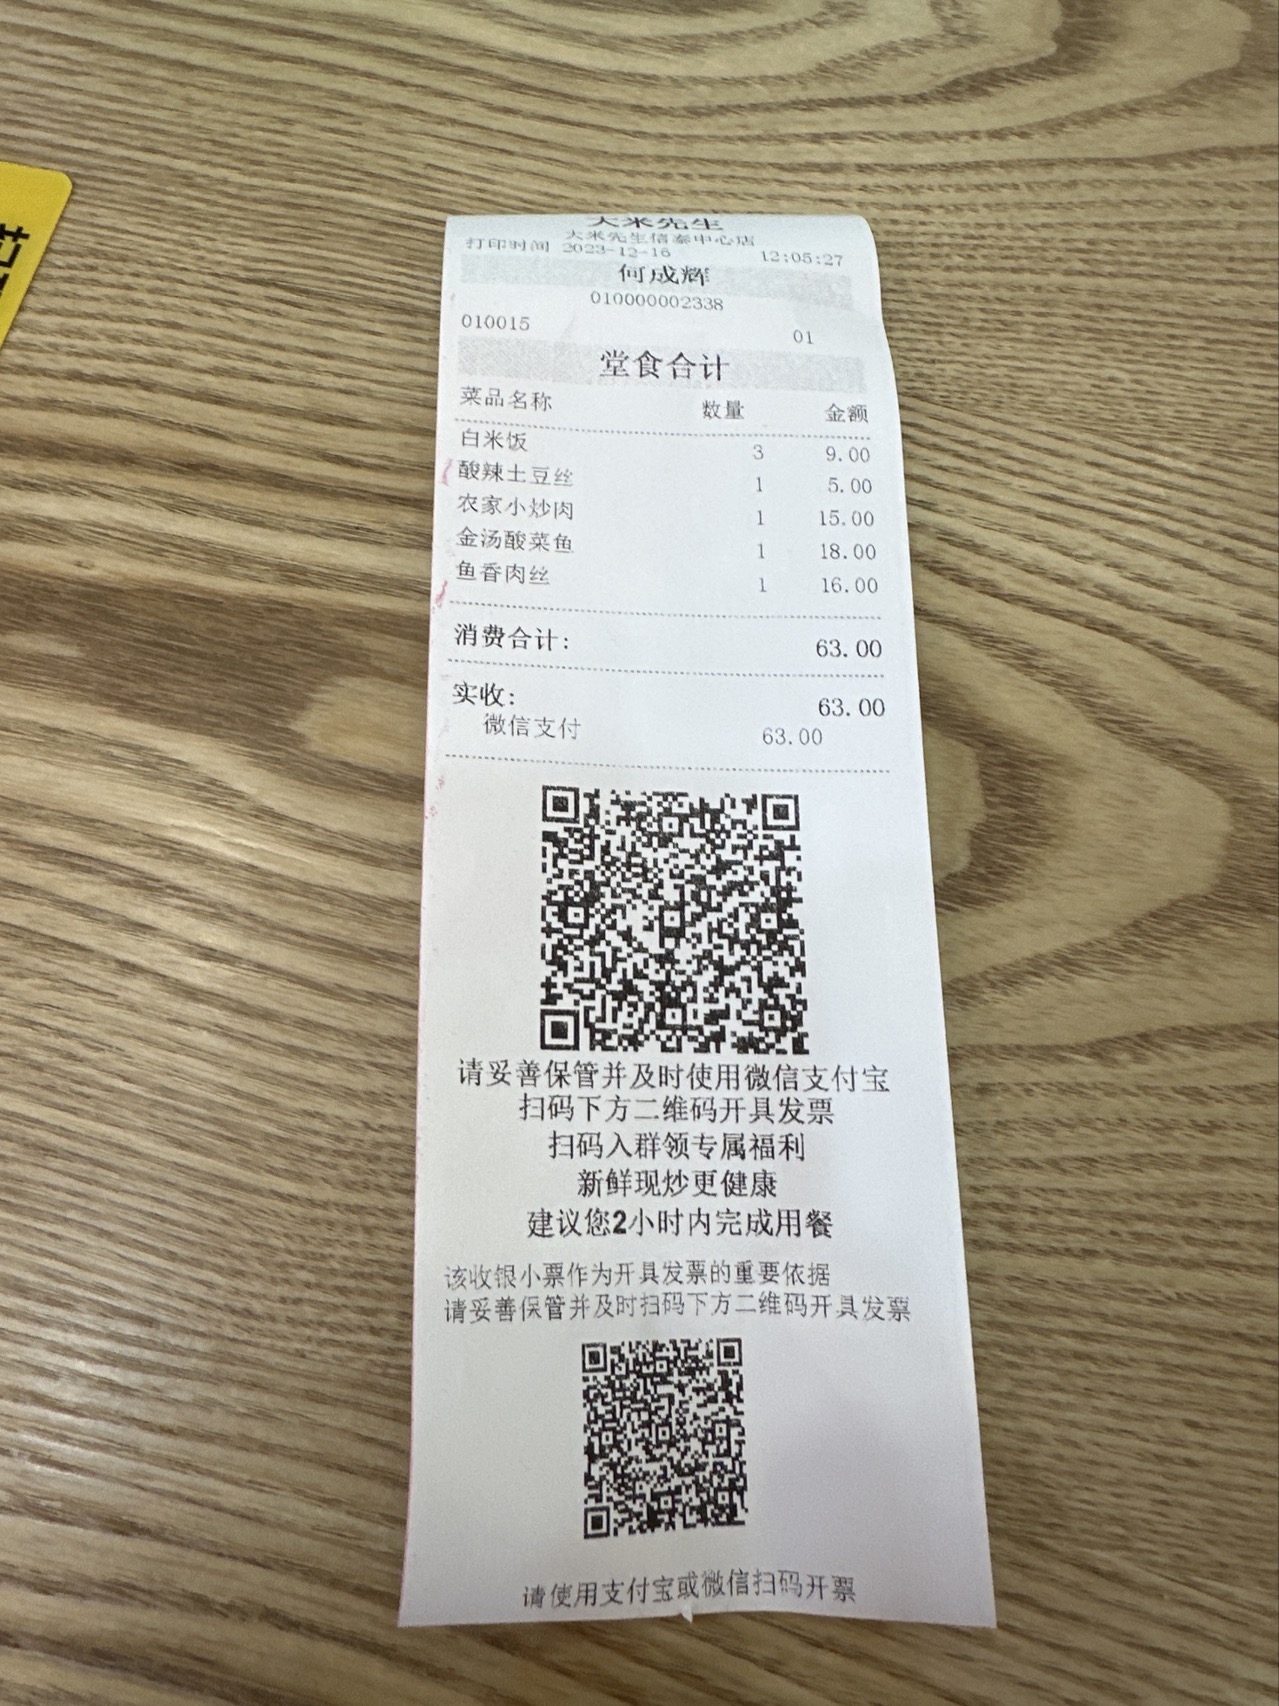 大米先生
大米先生信泰中心店
打印时间 2023-12-16 12:05:27
何成辉
010000002338
010015 01
堂食合计
菜品名称 数量 金额
白米饭 3 9.00
酸辣土豆丝 1 5.00
农家小炒肉 1 15.00
金汤酸菜鱼 1 18.00
鱼香肉丝 1 16.00
消费合计: 63.00
实收: 63.00
微信支付 63.00
请妥善保管并及时使用微信支付宝
扫码下方二维码开具发票
扫码入群领专属福利
新鲜现炒更健康
建议您2小时内完成用餐
该收银小票作为开具发票的重要依据
请妥善保管并及时扫码下方二维码开具发票
请使用支付宝或微信扫码开票